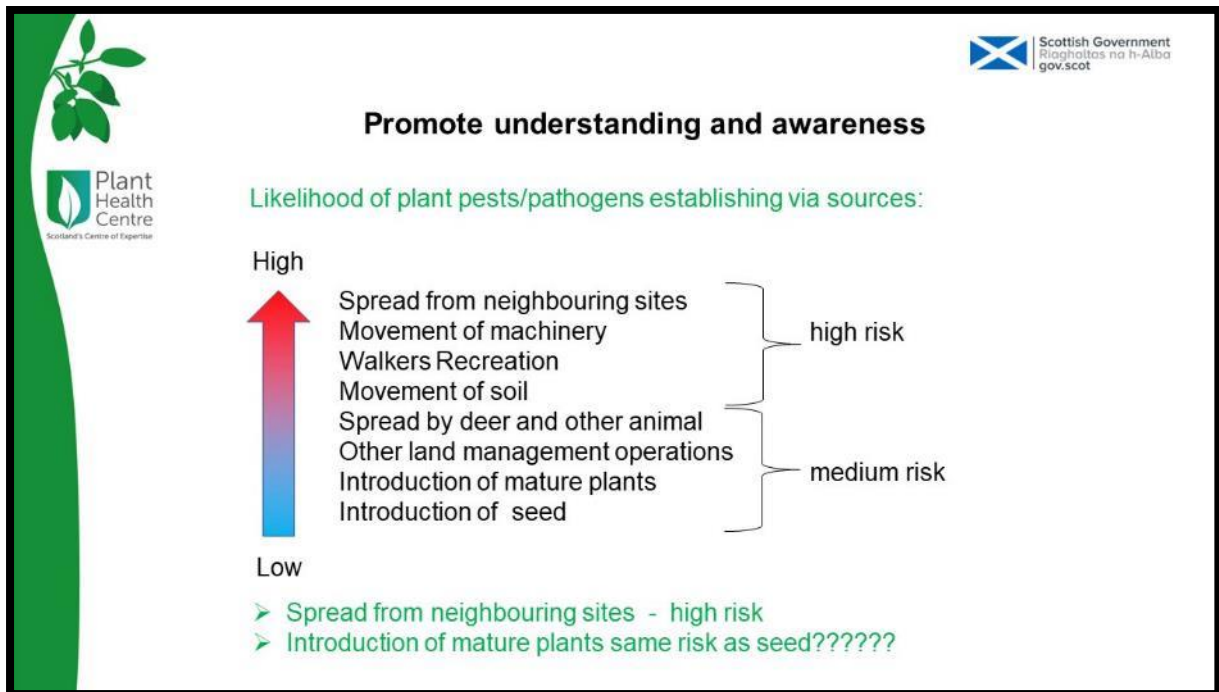 Scottish Government
Riaghaltas na h-Alba
gov.scot
Promote understanding and awareness
Plant
Health
Centre
Scotland's Centre of Expertise
Likelihood of plant pests/pathogens establishing via sources:
High
Spread from neighbouring sites
Movement of machinery
high risk
Walkers Recreation
Movement of soil
Spread by deer and other animal
Other land management operations
Introduction of mature plants
medium risk
Introduction of seed
Low
➢ Spread from neighbouring sites - high risk
➢ Introduction of mature plants same risk as seed??????